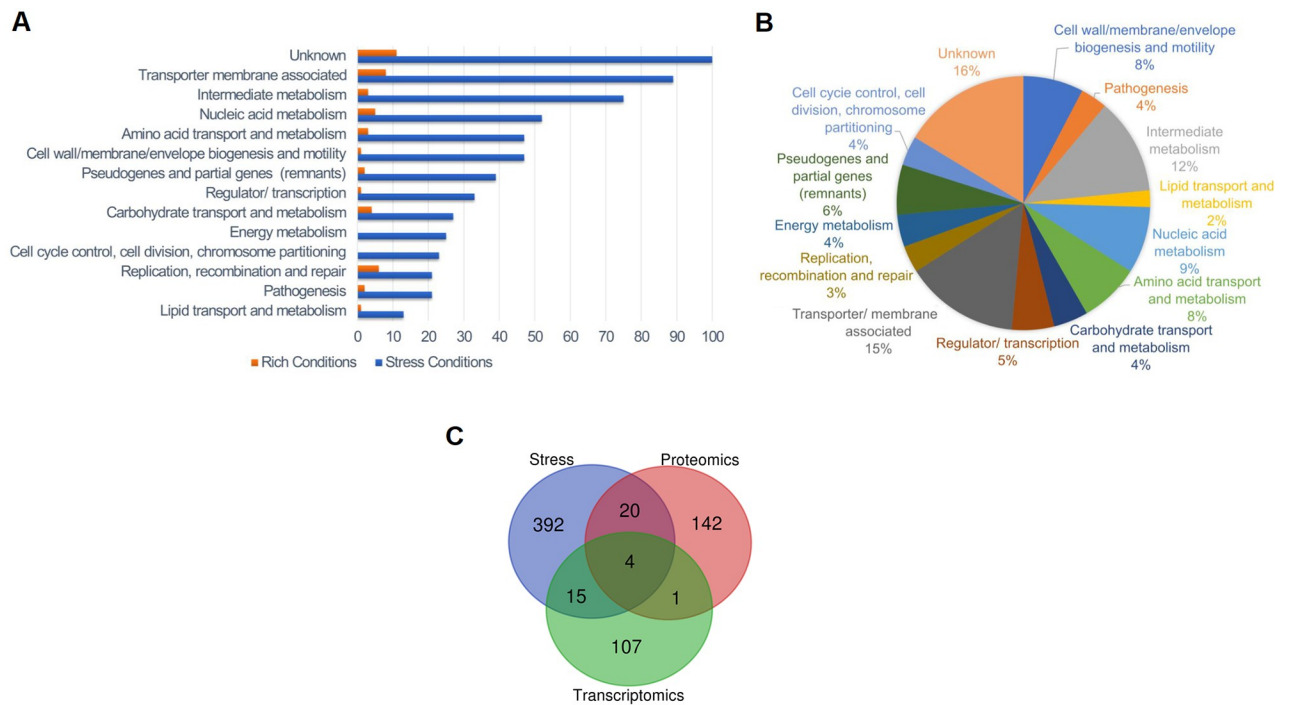 A
Unknown
Transporter membrane associated
Intermediate metabolism
Nucleic acid metabolism
Amino acid transport and metabolism
Cell wall/membrane/envelope biogenesis and motility
Pseudogenes and partial genes (remnants)
Regulator/ transcription
Carbohydrate transport and metabolism
Energy metabolism
Cell cycle control, cell division, chromosome partitioning
Replication, recombination and repair
Pathogenesis
Lipid transport and metabolism
0 10 20 30 40 50 60 70 80 90 100
Rich Conditions Stress Conditions
B
Cell wall/membrane/envelope
biogenesis and motility
8%
Pathogenesis
4%
Intermediate
metabolism
12%
Lipid transport and
metabolism
2%
Nucleic acid
metabolism
9%
Amino acid transport
and metabolism
8%
Carbohydrate transport
and metabolism
4%
Regulator/ transcription
5%
Transporter/ membrane
associated
15%
Replication,
recombination and repair
3%
Energy metabolism
4%
Pseudogenes and
partial genes
(remnants)
6%
Cell cycle control, cell
division, chromosome
partitioning
4%
Unknown
16%
C
Stress Proteomics
392 20 142
4
15 1
107
Transcriptomics